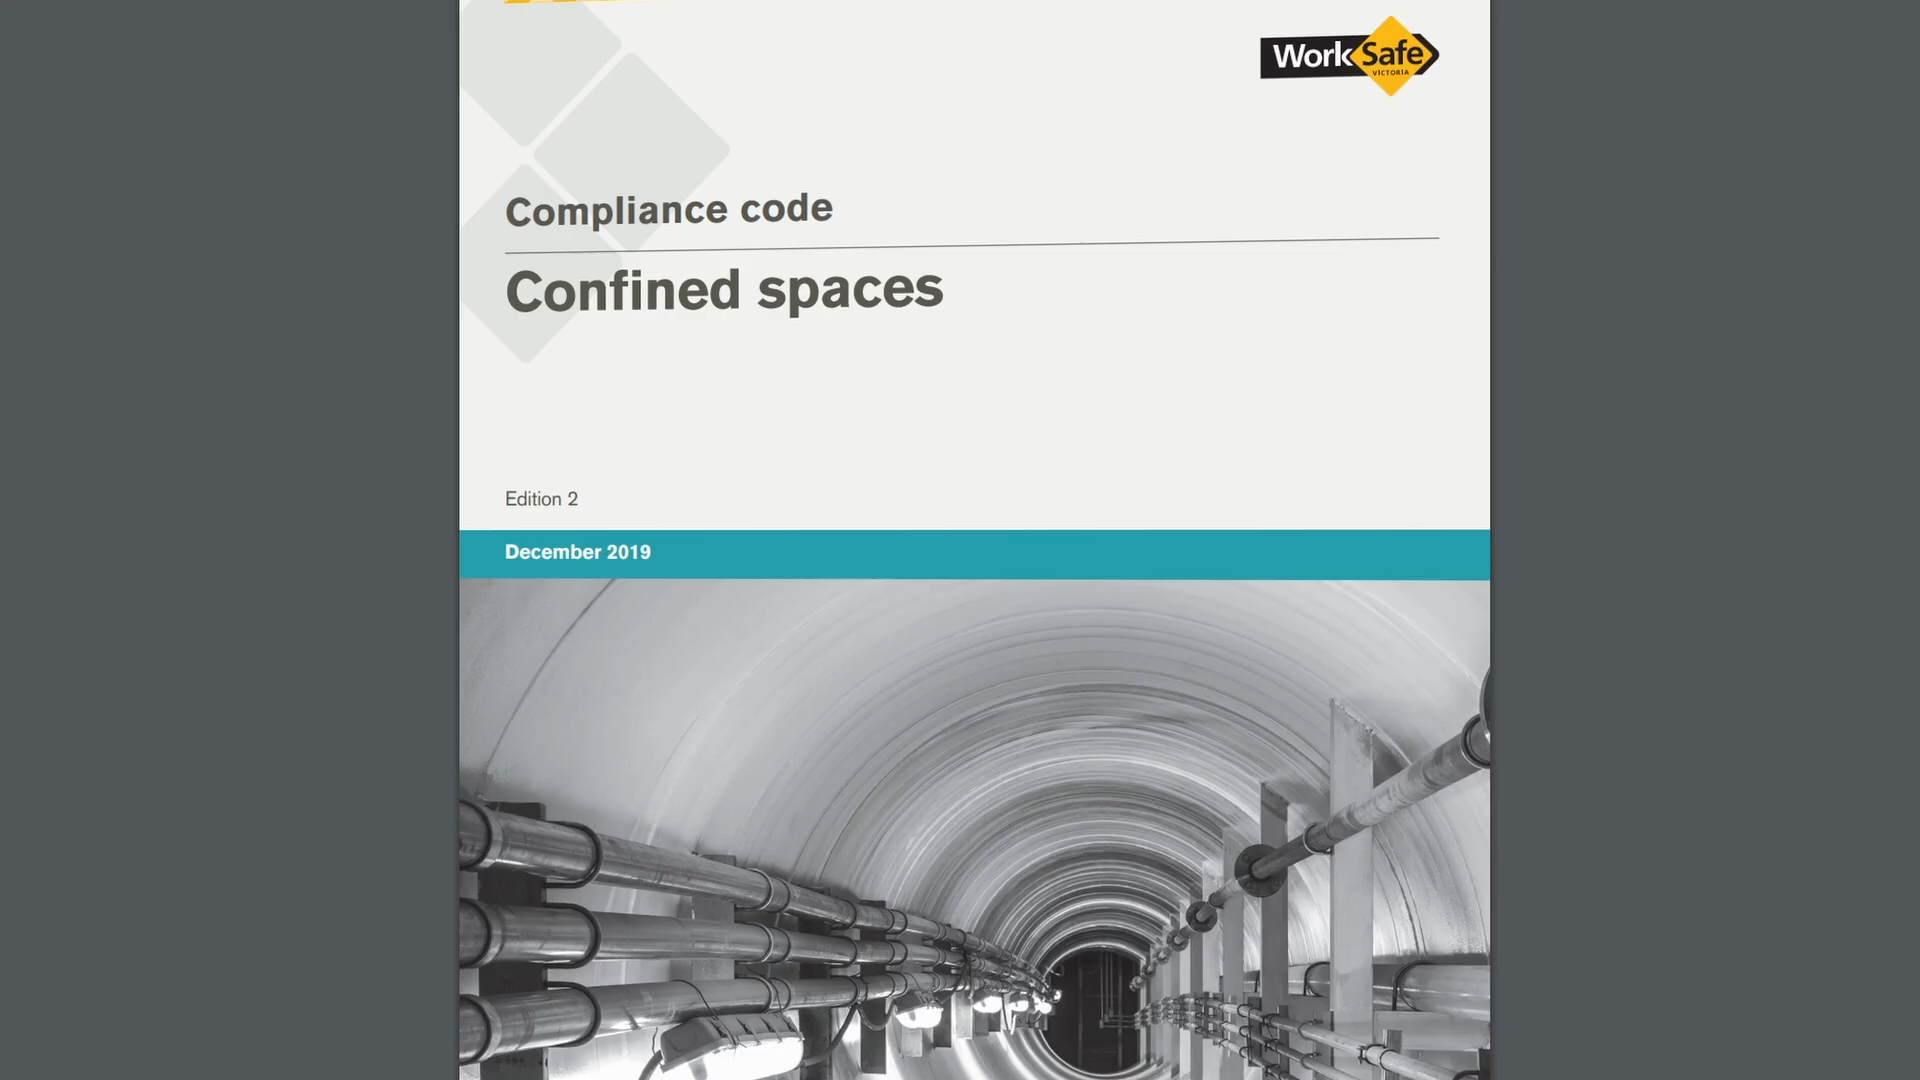 WorkSafe
VICTORIA
Compliance code
Confined spaces
Edition 2
December 2019